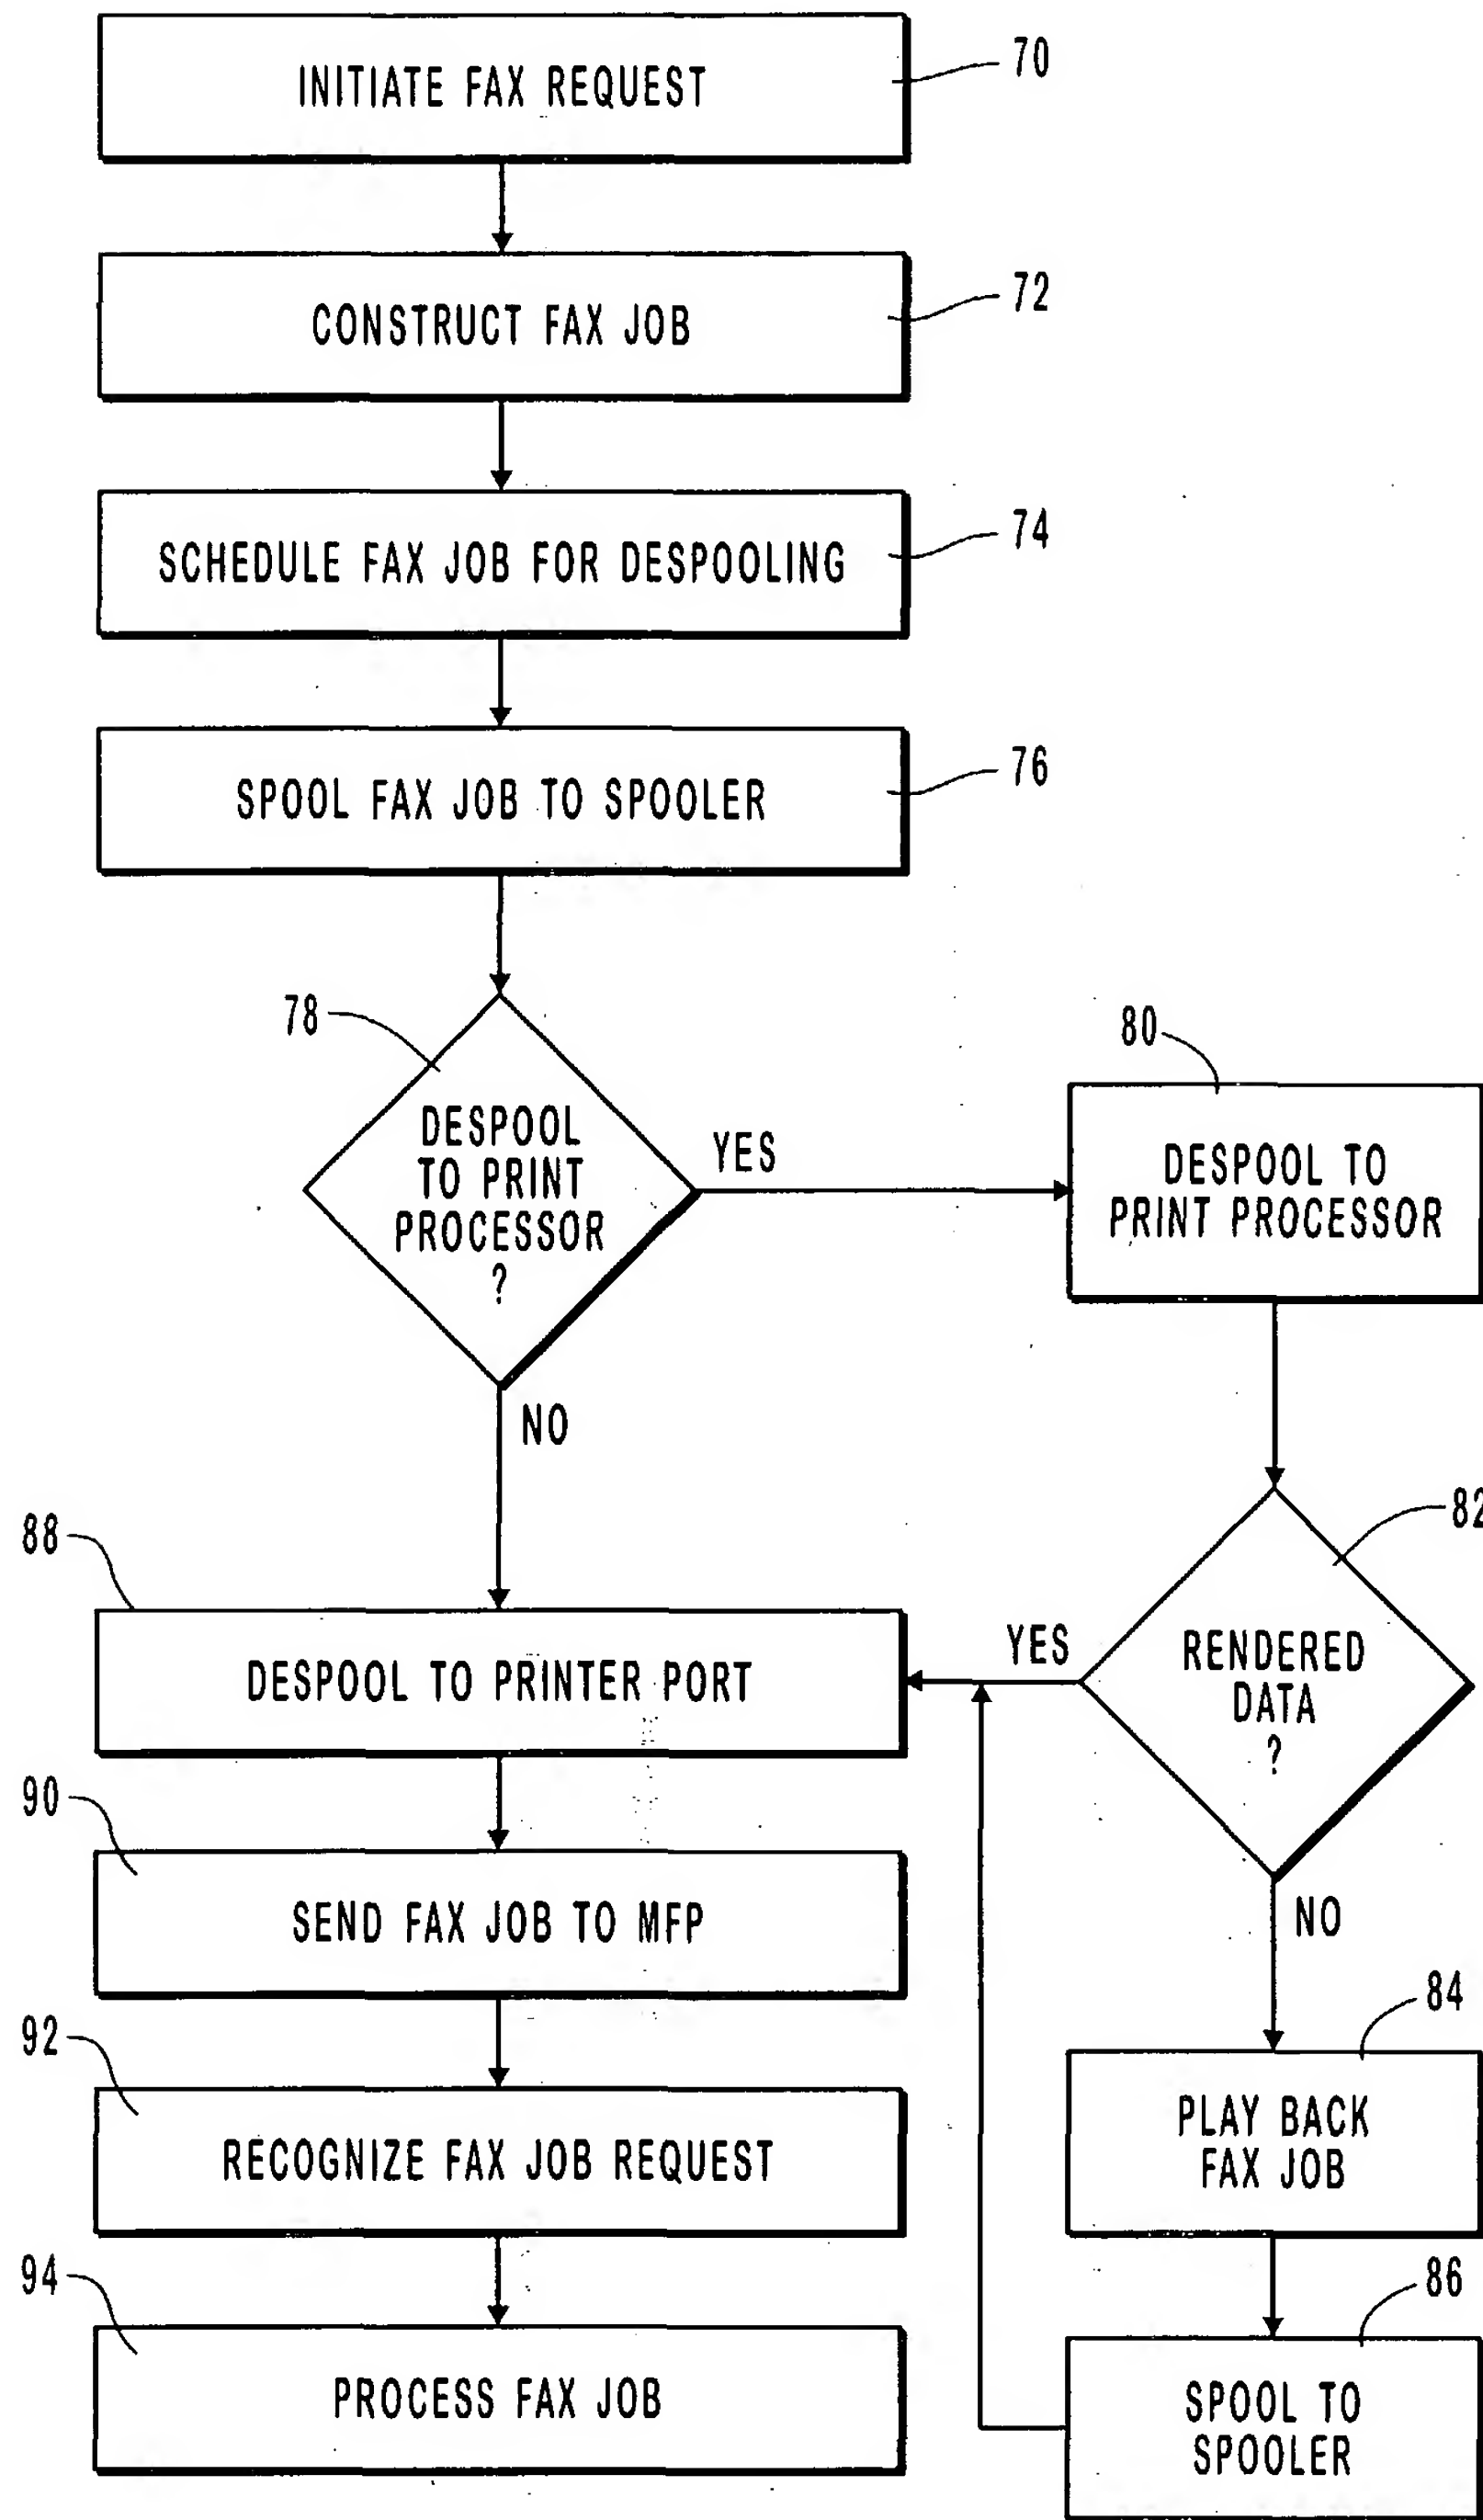 INITIATE FAX REQUEST
70
CONSTRUCT FAX JOB
72
SCHEDULE FAX JOB FOR DESPOOLING
74
SPOOL FAX JOB TO SPOOLER
76
78
DESPOOL
TO PRINT
PROCESSOR
?
YES
NO
80
DESPOOL TO
PRINT PROCESSOR
82
RENDERED
DATA
?
YES
NO
84
PLAY BACK
FAX JOB
86
SPOOL TO
SPOOLER
88
DESPOOL TO PRINTER PORT
90
SEND FAX JOB TO MFP
92
RECOGNIZE FAX JOB REQUEST
94
PROCESS FAX JOB